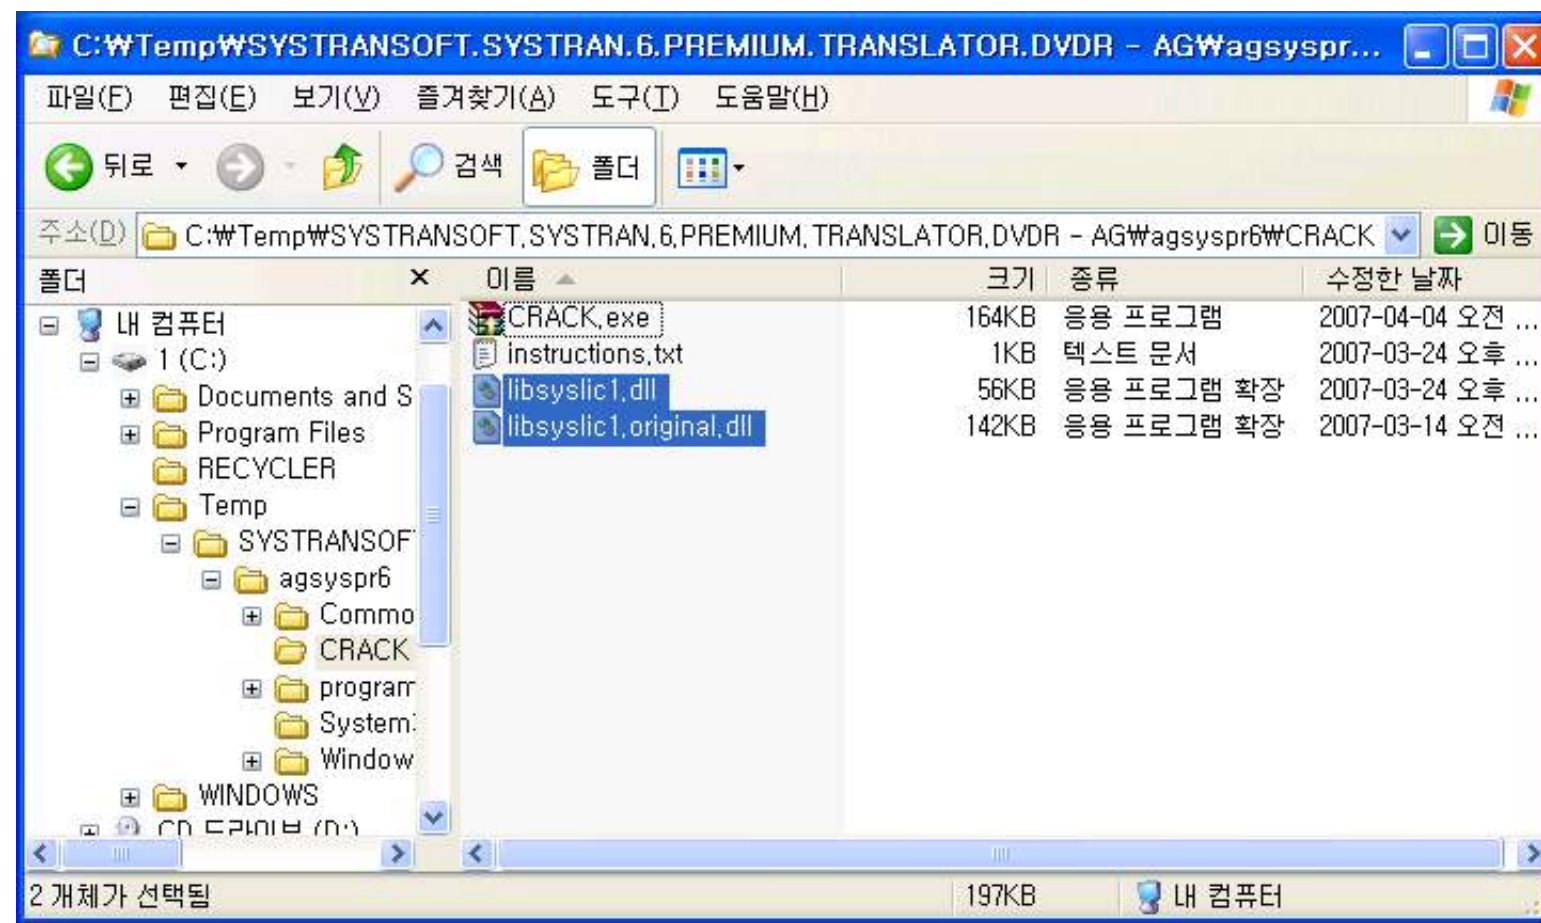 C:₩Temp₩SYSTRANSOFT.SYSTRAN.6.PREMIUM.TRANSLATOR.DVDR - AG₩agsyspr...
파일(F) 편집(E) 보기(V) 즐겨찾기(A) 도구(T) 도움말(H)
뒤로 검색 폴더
주소(D) C:₩Temp₩SYSTRANSOFT.SYSTRAN.6.PREMIUM.TRANSLATOR.DVDR - AG₩agsyspr6₩CRACK 이동
폴더
이름 크기 종류 수정한 날짜
내 컴퓨터
1 (C:)
Documents and S
Program Files
RECYCLER
Temp
SYSTRANSOF
agsyspr6
Commo
CRACK
program
System
Window
WINDOWS
CD 드라이브 (D:)
CRACK.exe 164KB 응용 프로그램 2007-04-04 오전 ...
instructions.txt 1KB 텍스트 문서 2007-03-24 오후 ...
libsyslic1.dll 56KB 응용 프로그램 확장 2007-03-24 오후 ...
libsyslic1.original.dll 142KB 응용 프로그램 확장 2007-03-14 오전 ...
2 개체가 선택됨 197KB 내 컴퓨터